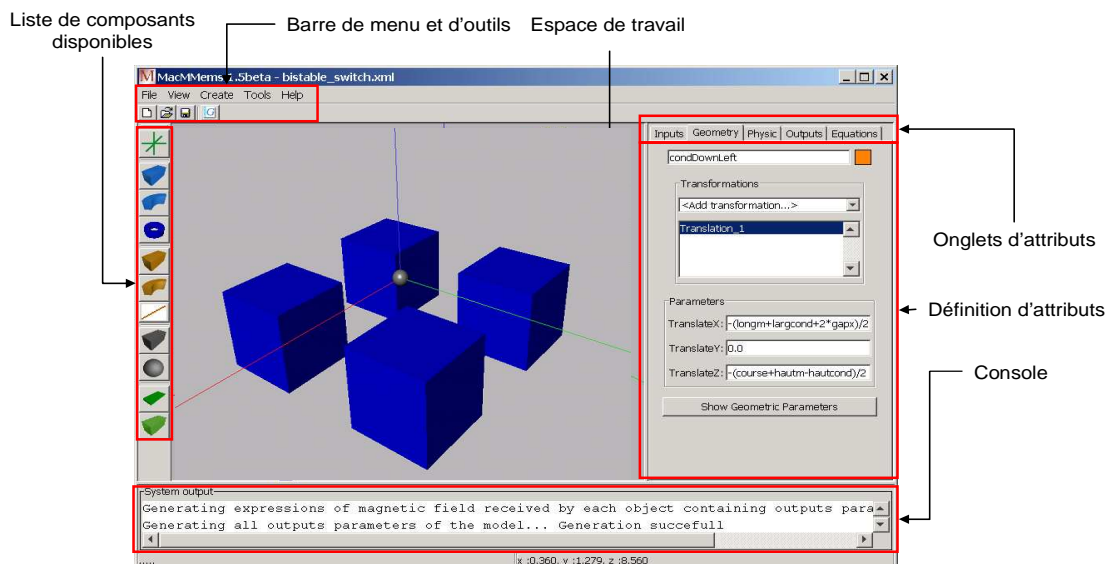 Liste de composants
disponibles
Barre de menu et d'outils
Espace de travail
MacMMems 1.5beta - bistable_switch.xml
File View Create Tools Help
Inputs Geometry Physic Outputs Equations
condDownLeft
Transformations
<Add transformation...>
Translation_1
Parameters
TranslateX: -(longm+largcond+2*gapx)/2
TranslateY: 0.0
TranslateZ: -(course+hautm-hautcond)/2
Show Geometric Parameters
Onglets d'attributs
Définition d'attributs
Console
System output
Generating expressions of magnetic field received by each object containing outputs para
Generating all outputs parameters of the model... Generation succefull
..... x :0.360, y :1.279, z :8.560